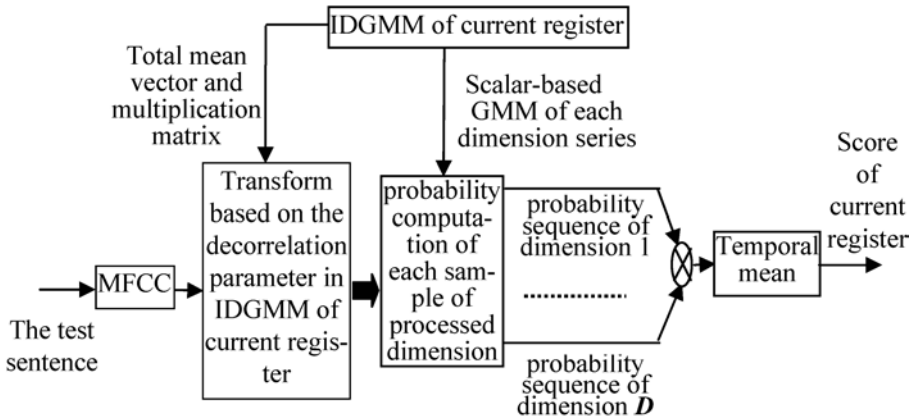 IDGMM of current register
Total mean
vector and
multiplication
matrix
Scalar-based
GMM of each
dimension series
The test
sentence
MFCC
Transform
based on the
decorrelation
parameter in
IDGMM of
current regis-
ter
probability
computa-
tion of
each sam-
ple of
processed
dimension
probability
sequence of
dimension 1
probability
sequence of
dimension D
Temporal
mean
Score
of
current
register